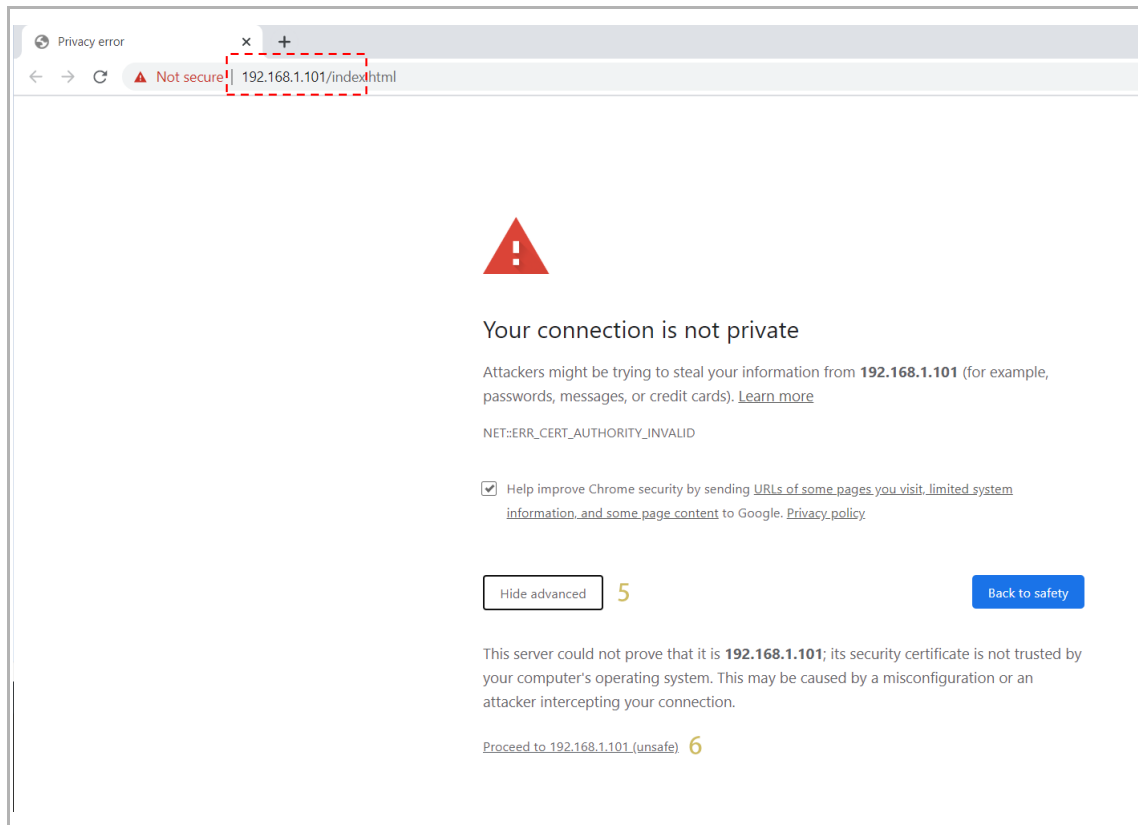 Privacy error
Not secure | 192.168.1.101/index.html
Your connection is not private
Attackers might be trying to steal your information from 192.168.1.101 (for example,
passwords, messages, or credit cards). Learn more
NET::ERR_CERT_AUTHORITY_INVALID
Help improve Chrome security by sending URLs of some pages you visit, limited system
information, and some page content to Google. Privacy policy
Hide advanced 5 Back to safety
This server could not prove that it is 192.168.1.101; its security certificate is not trusted by
your computer's operating system. This may be caused by a misconfiguration or an
attacker intercepting your connection.
Proceed to 192.168.1.101 (unsafe) 6